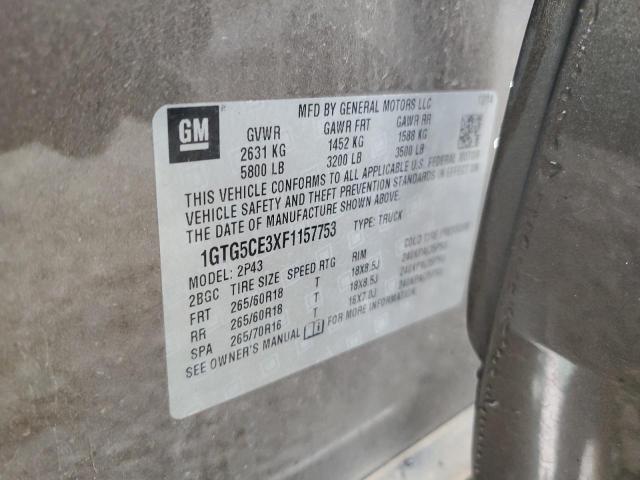 MFD BY GENERAL MOTORS LLC
GM
GVWR GAWR FRT GAWR RR
2631 KG 1452 KG 1588 KG
5800 LB 3200 LB 3500 LB
THIS VEHICLE CONFORMS TO ALL APPLICABLE U.S. FEDERAL MOTOR
VEHICLE SAFETY AND THEFT PREVENTION STANDARDS IN EFFECT ON
THE DATE OF MANUFACTURE SHOWN ABOVE.
1GTG5CE3XF1157753 TYPE: TRUCK
MODEL: 2P43
2BGC TIRE SIZE SPEED RTG RIM COLD TIRE PRESSURE
FRT 265/60R18 T 18X8.5J
RR 265/60R18 T 18X8.5J
SPA 265/70R16 T 16X7.0J
SEE OWNER'S MANUAL FOR MORE INFORMATION.